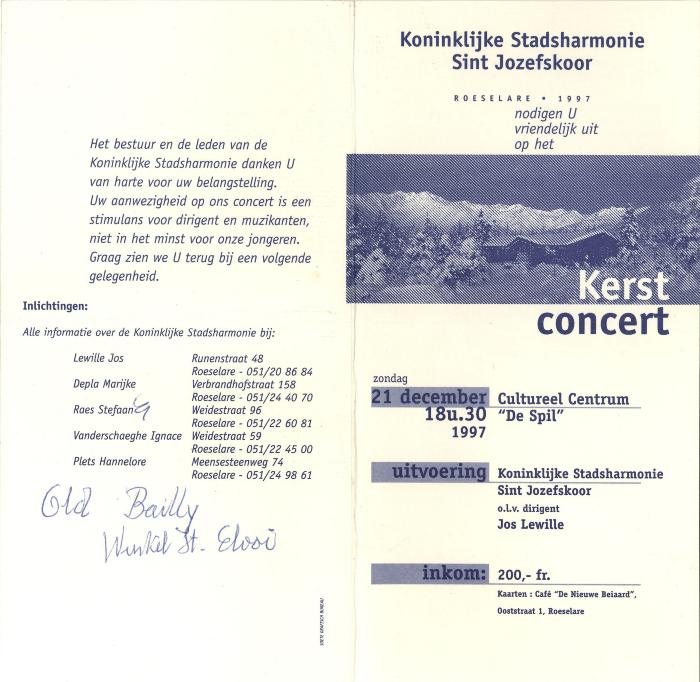 Het bestuur en de leden van de
Koninklijke Stadsharmonie danken U
van harte voor uw belangstelling.
Uw aanwezigheid op ons concert is een
stimulans voor dirigent en muzikanten,
niet in het minst voor onze jongeren.
Graag zien we U terug bij een volgende
gelegenheid.
Inlichtingen:
Alle informatie over de Koninklijke Stadsharmonie bij:
Lewille Jos Runenstraat 48
Roeselare - 051/20 86 84
Depla Marijke Verbrandhofstraat 158
Roeselare - 051/24 40 70
Raes Stefaan Weidestraat 96
Roeselare - 051/22 60 81
Vanderschaeghe Ignace Weidestraat 59
Roeselare - 051/22 45 00
Plets Hannelore Meensesteenweg 74
Roeselare - 051/24 98 61
Old Bailly
Winkel St. Elooi
Koninklijke Stadsharmonie
Sint Jozefskoor
ROESELARE • 1997
nodigen U
vriendelijk uit
op het
Kerst
concert
zondag
21 december Cultureel Centrum
18u.30 "De Spil"
1997
uitvoering Koninklijke Stadsharmonie
Sint Jozefskoor
o.l.v. dirigent
Jos Lewille
inkom: 200,- fr.
Kaarten : Café "De Nieuwe Beiaard",
Ooststraat 1, Roeselare